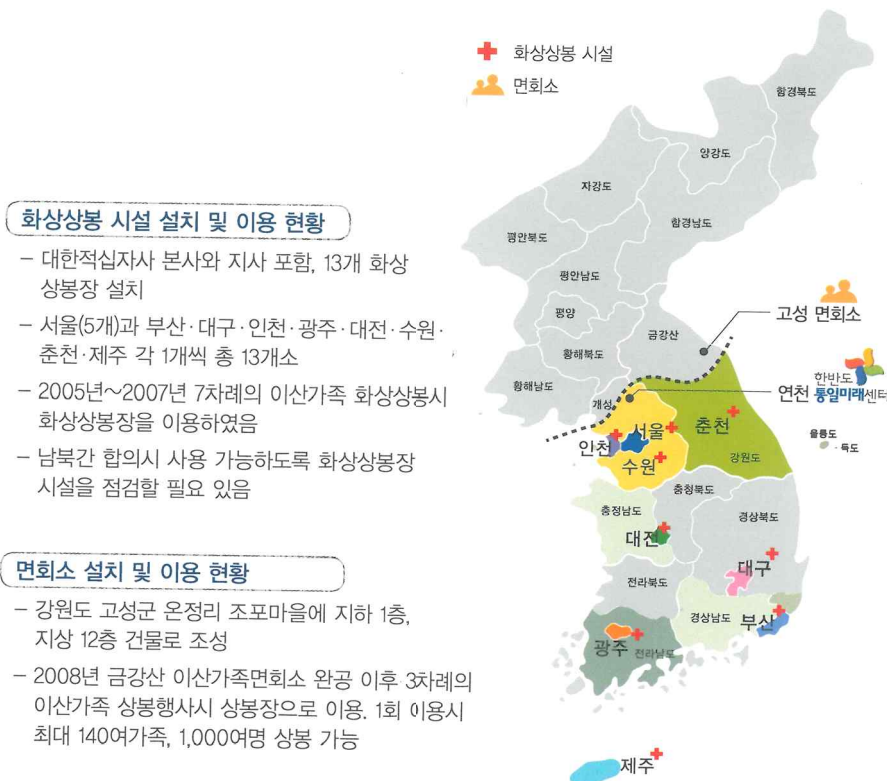 화상상봉 시설
면회소
화상상봉 시설 설치 및 이용 현황
– 대한적십자사 본사와 지사 포함, 13개 화상
상봉장 설치
– 서울(5개)과 부산·대구·인천·광주·대전·수원·
춘천·제주 각 1개씩 총 13개소
– 2005년~2007년 7차례의 이산가족 화상상봉시
화상상봉장을 이용하였음
– 남북간 합의시 사용 가능하도록 화상상봉장
시설을 점검할 필요 있음
면회소 설치 및 이용 현황
– 강원도 고성군 온정리 조포마을에 지하 1층,
지상 12층 건물로 조성
– 2008년 금강산 이산가족면회소 완공 이후 3차례의
이산가족 상봉행사시 상봉장으로 이용. 1회 이용시
최대 140여가족, 1,000여명 상봉 가능
함경북도
양강도
자강도
함경남도
평안북도
평안남도
평양
금강산
고성 면회소
황해북도
황해남도
개성
한반도
연천 통일미래센터
서울
춘천
인천
수원
강원도
울릉도
독도
충청북도
충청남도
경상북도
대전
대구
전라북도
경상남도
부산
광주
전라남도
제주